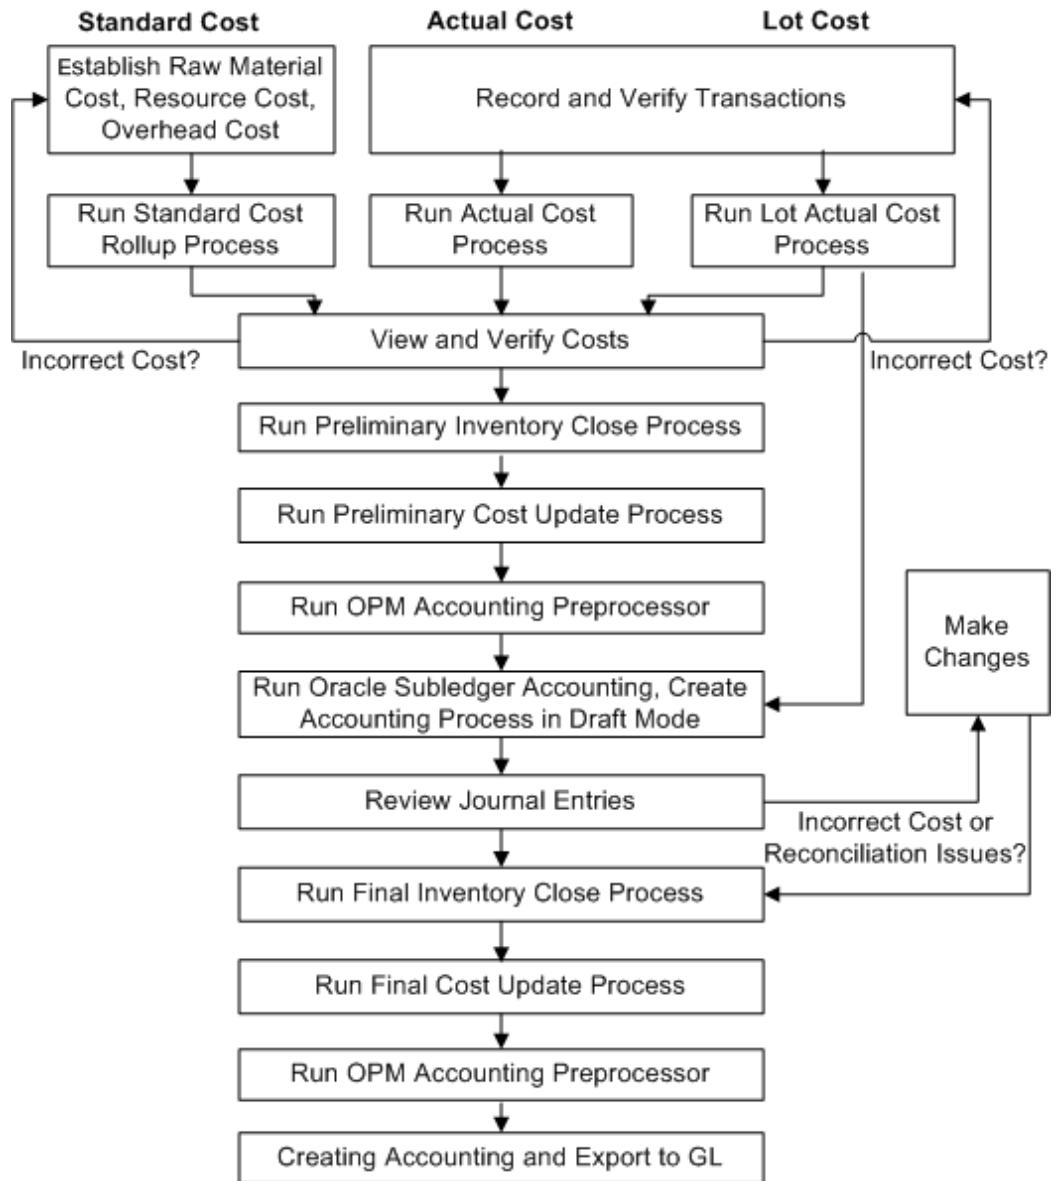 Standard Cost
Actual Cost
Lot Cost
Establish Raw Material
Cost, Resource Cost,
Overhead Cost
Record and Verify Transactions
Run Standard Cost
Rollup Process
Run Actual Cost
Process
Run Lot Actual Cost
Process
View and Verify Costs
Incorrect Cost?
Incorrect Cost?
Run Preliminary Inventory Close Process
Run Preliminary Cost Update Process
Run OPM Accounting Preprocessor
Make
Changes
Run Oracle Subledger Accounting, Create
Accounting Process in Draft Mode
Review Journal Entries
Incorrect Cost or
Reconciliation Issues?
Run Final Inventory Close Process
Run Final Cost Update Process
Run OPM Accounting Preprocessor
Creating Accounting and Export to GL